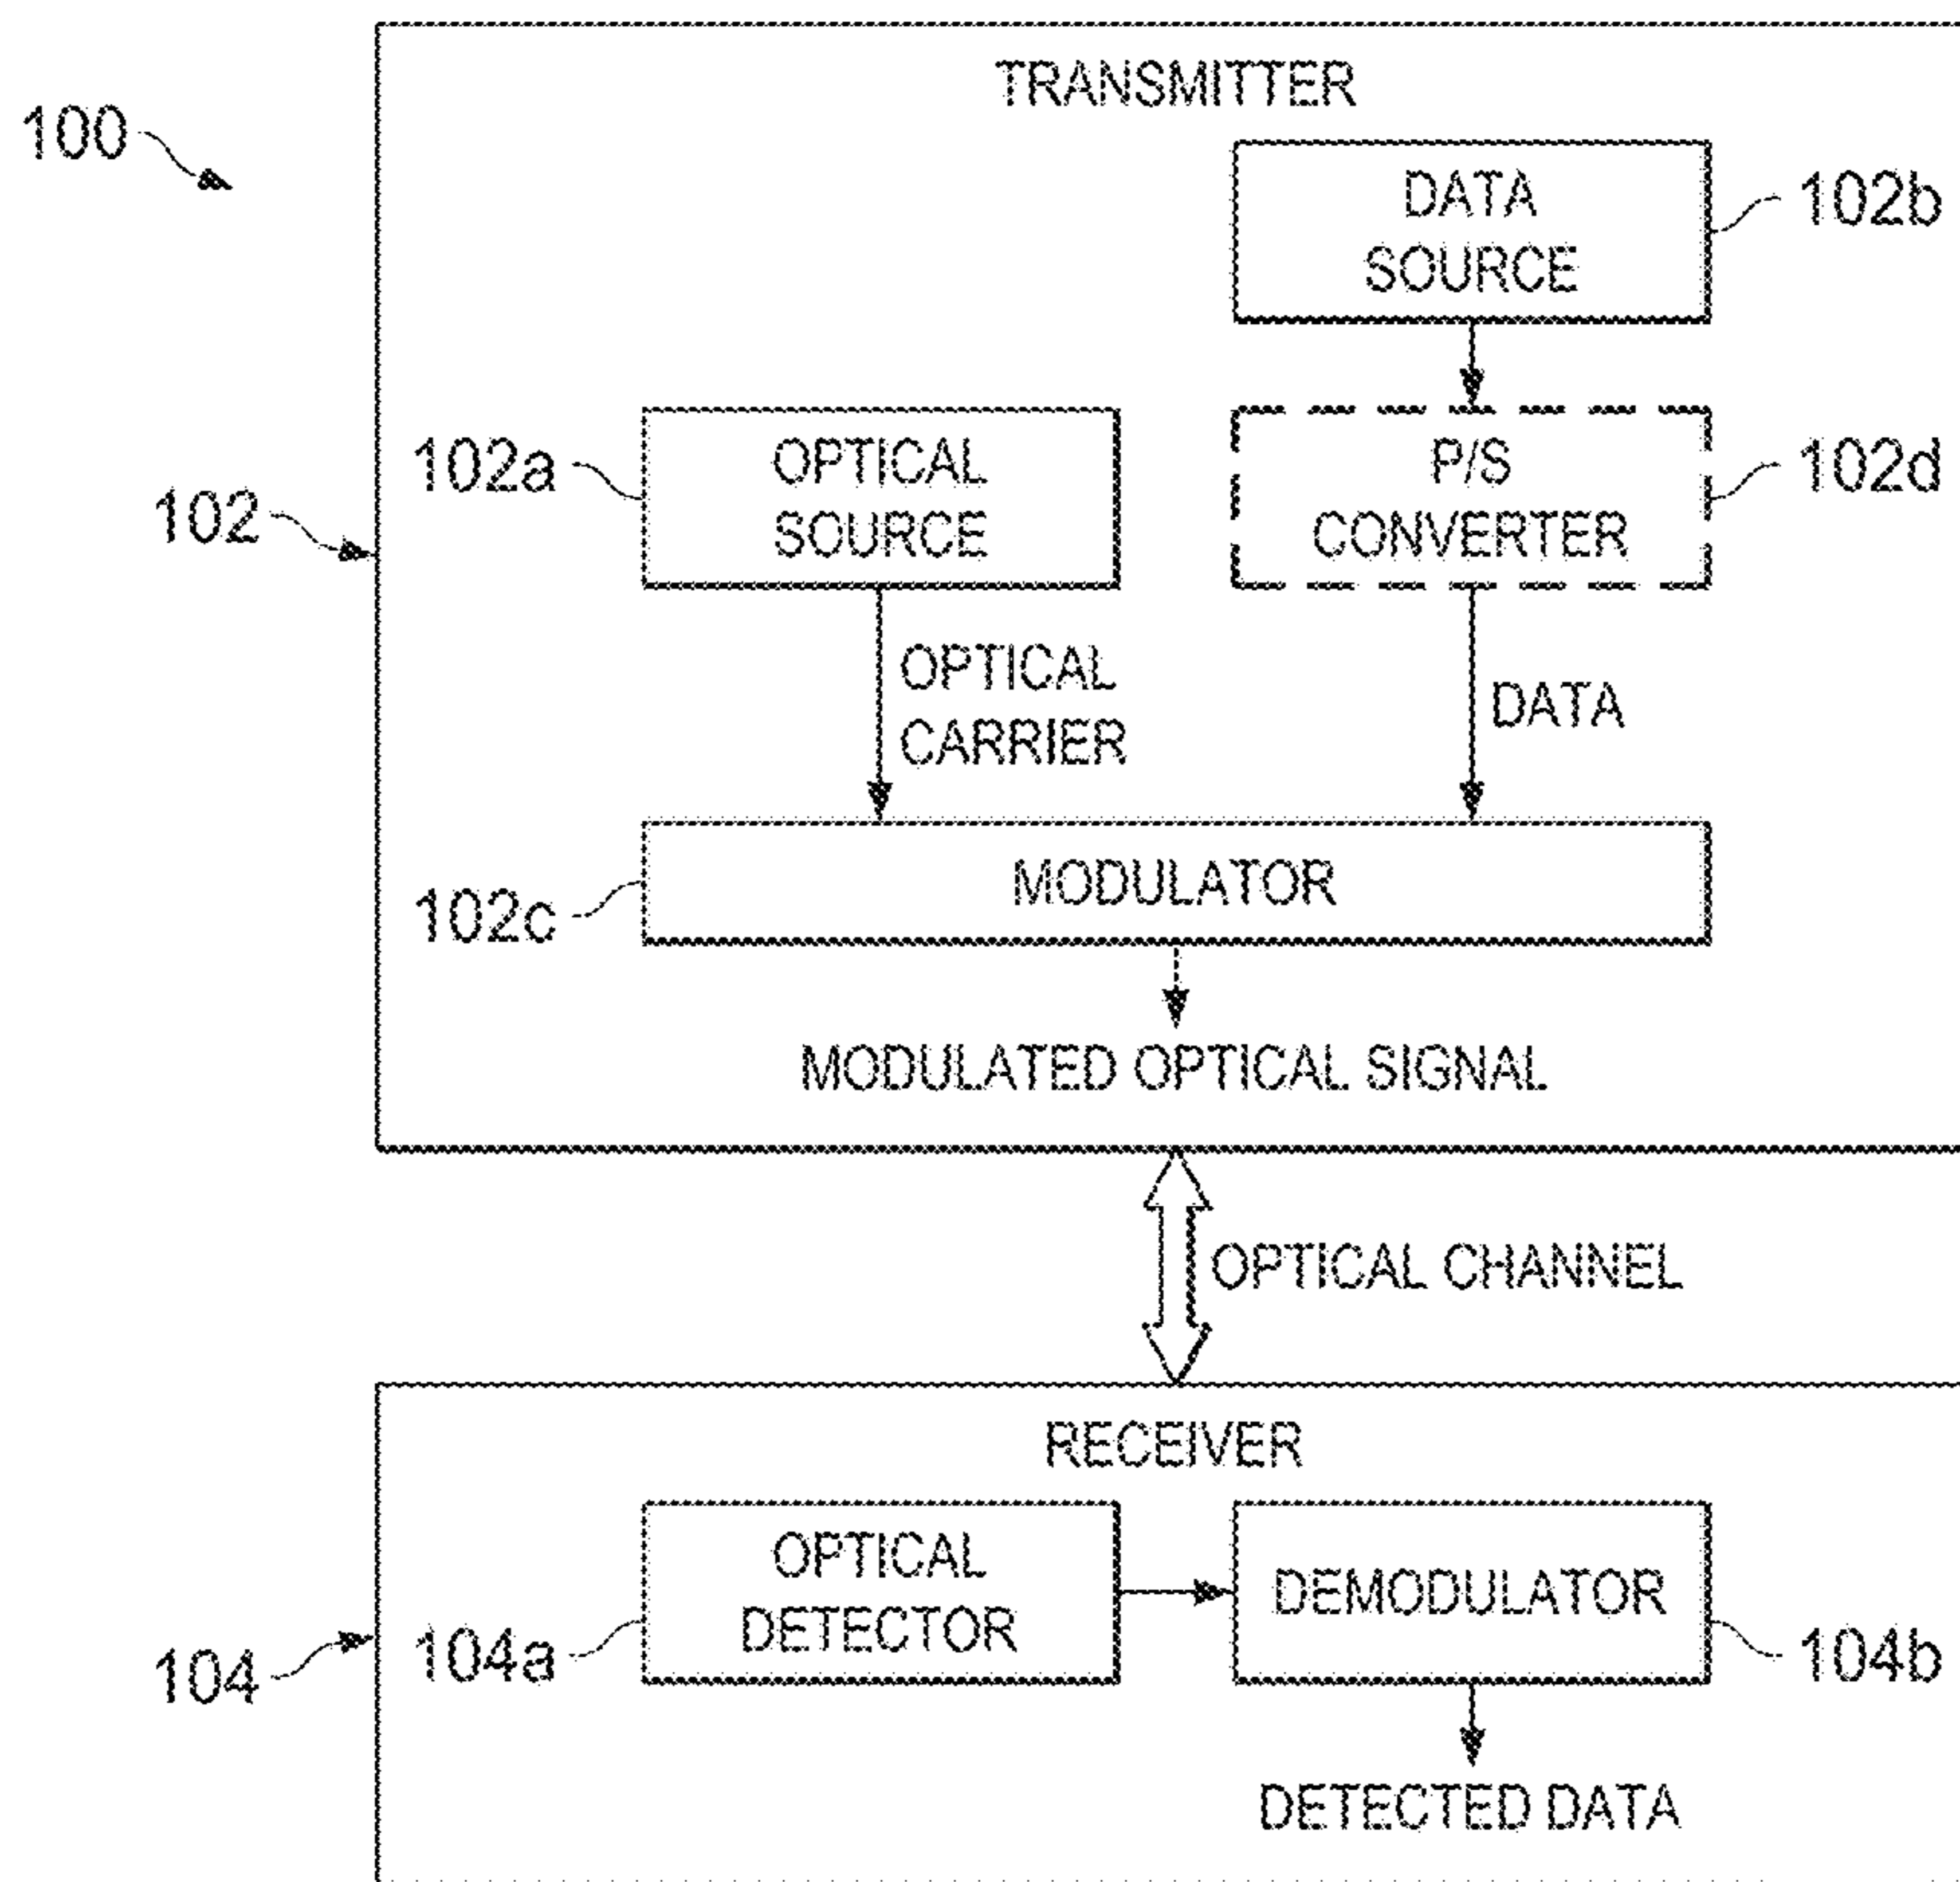 TRANSMITTER
100
DATA
SOURCE
102b
102a
OPTICAL
SOURCE
P/S
CONVERTER
102d
102
OPTICAL
CARRIER
DATA
MODULATOR
102c
MODULATED OPTICAL SIGNAL
OPTICAL CHANNEL
RECEIVER
OPTICAL
DETECTOR
DEMODULATOR
104
104a
104b
DETECTED DATA